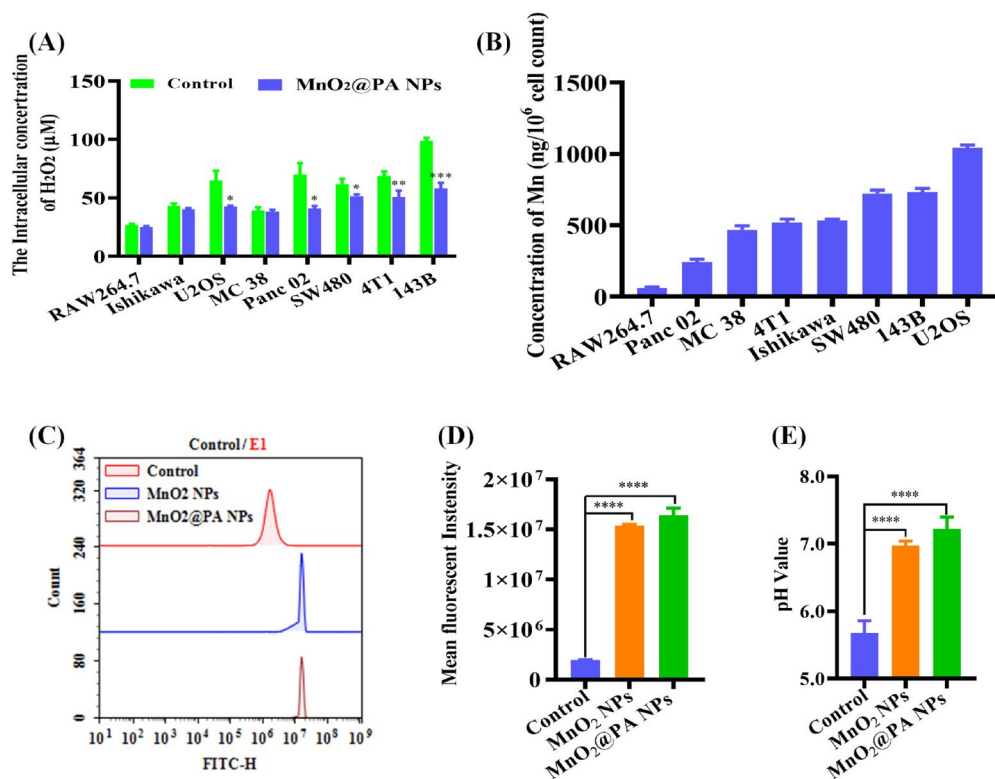 (A)
Control
MnO2@PA NPs
The Intracellular concertration
of H2O2 (µM)
150
100
50
0
*
*
*
**
***
RAW264.7
Ishikawa
U2OS
MC 38
Panc 02
SW480
4T1
143B
(B)
Concentration of Mn (ng/10⁶ cell count)
1500
1000
500
0
RAW264.7
Panc 02
MC 38
4T1
Ishikawa
SW480
143B
U2OS
(C)
Control / E1
Control
MnO2 NPs
MnO2@PA NPs
Count
364
320
240
160
80
0
10¹ 10² 10³ 10⁴ 10⁵ 10⁶ 10⁷ 10⁸ 10⁹
FITC-H
(D)
Mean fluorescent Instensity
2×10⁷
1.5×10⁷
1×10⁷
5×10⁶
0
****
****
Control
MnO2 NPs
MnO2@PA NPs
(E)
pH Value
8.0
7.0
6.0
5.0
****
****
Control
MnO2 NPs
MnO2@PA NPs